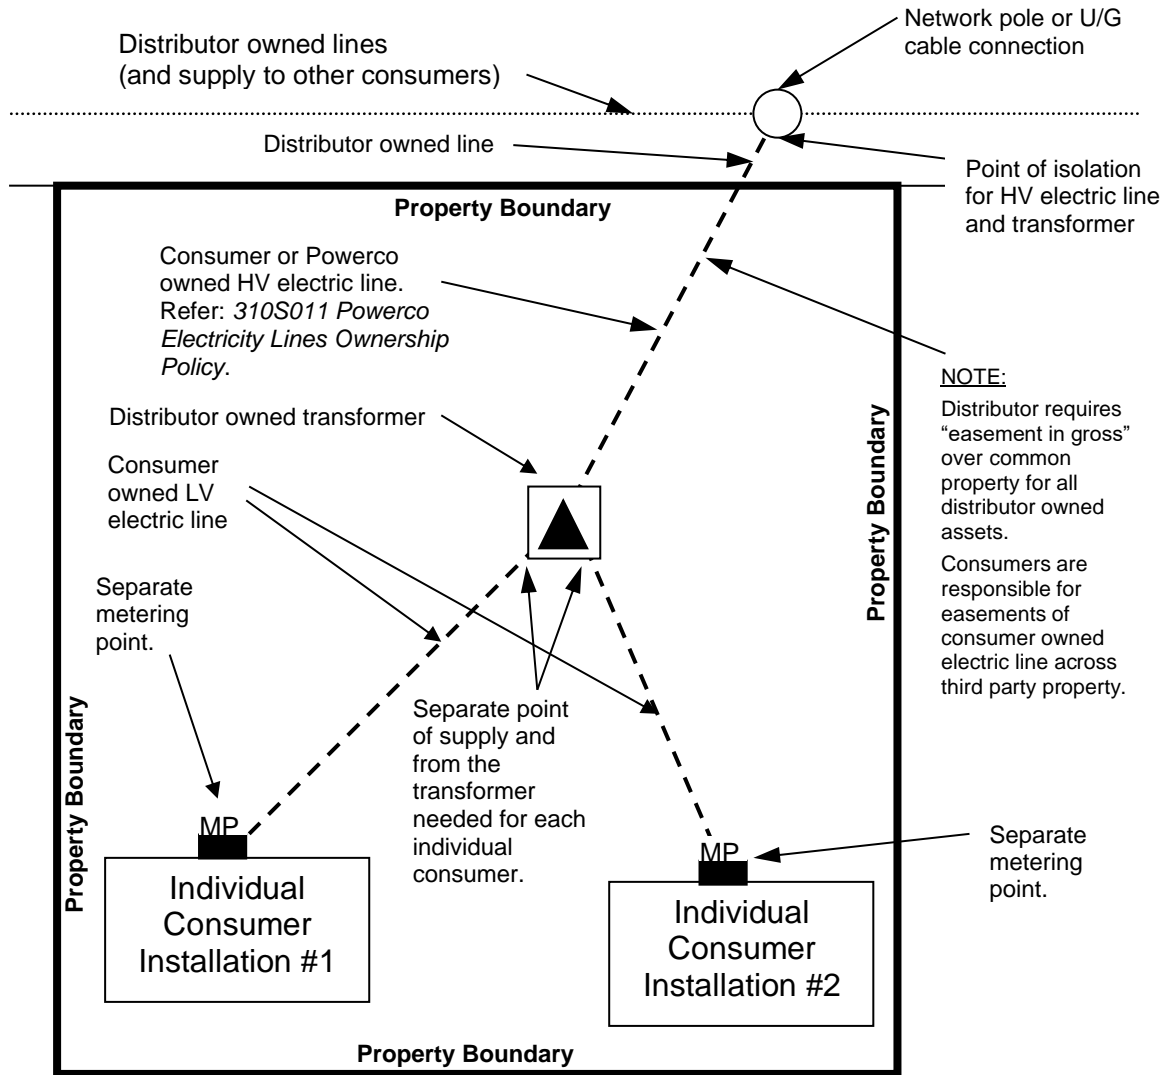 Distributor owned lines
(and supply to other consumers)
Network pole or U/G
cable connection
Distributor owned line
Point of isolation
for HV electric line
and transformer
Property Boundary
Consumer or Powerco
owned HV electric line.
Refer: 310S011 Powerco
Electricity Lines Ownership
Policy.
NOTE:
Distributor requires
“easement in gross”
over common
property for all
distributor owned
assets.
Consumers are
responsible for
easements of
consumer owned
electric line across
third party property.
Property Boundary
Distributor owned transformer
Consumer
owned LV
electric line
Separate
metering
point.
Separate point
of supply and
from the
transformer
needed for each
individual
consumer.
Property Boundary
MP
Individual
Consumer
Installation #1
MP
Individual
Consumer
Installation #2
Separate
metering
point.
Property Boundary